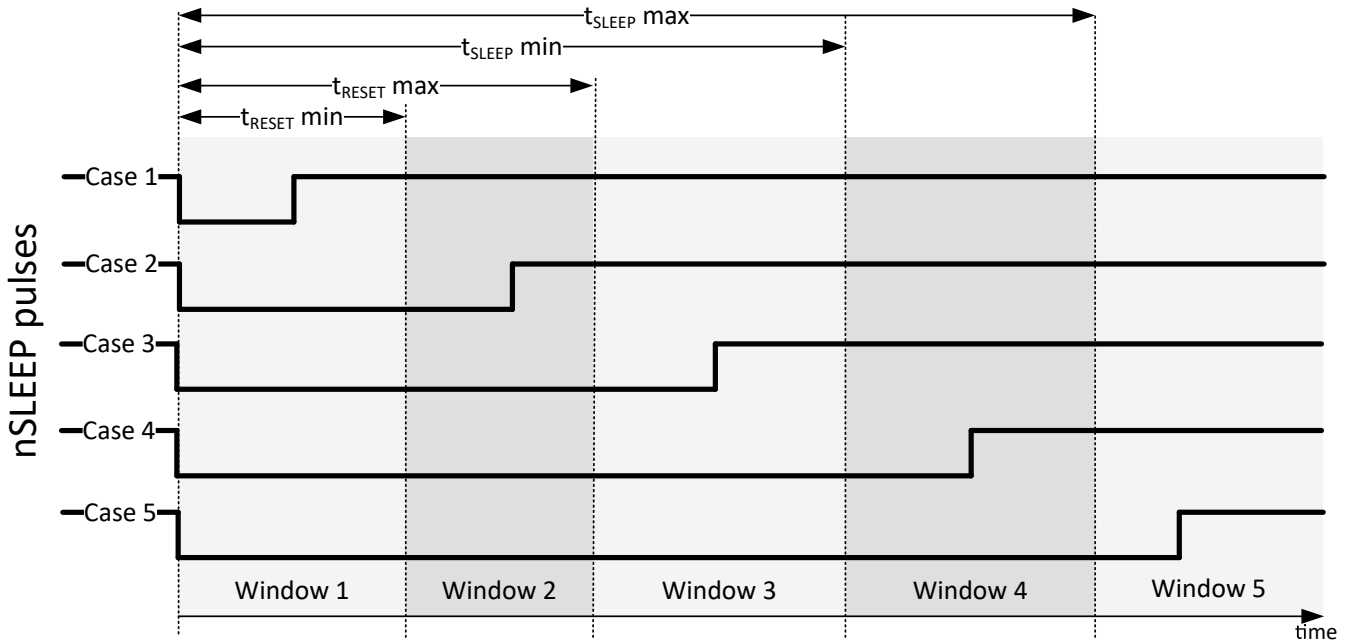 tSLEEP max
tSLEEP min
tRESET max
tRESET min
nSLEEP pulses
Case 1
Case 2
Case 3
Case 4
Case 5
Window 1 Window 2 Window 3 Window 4 Window 5
time